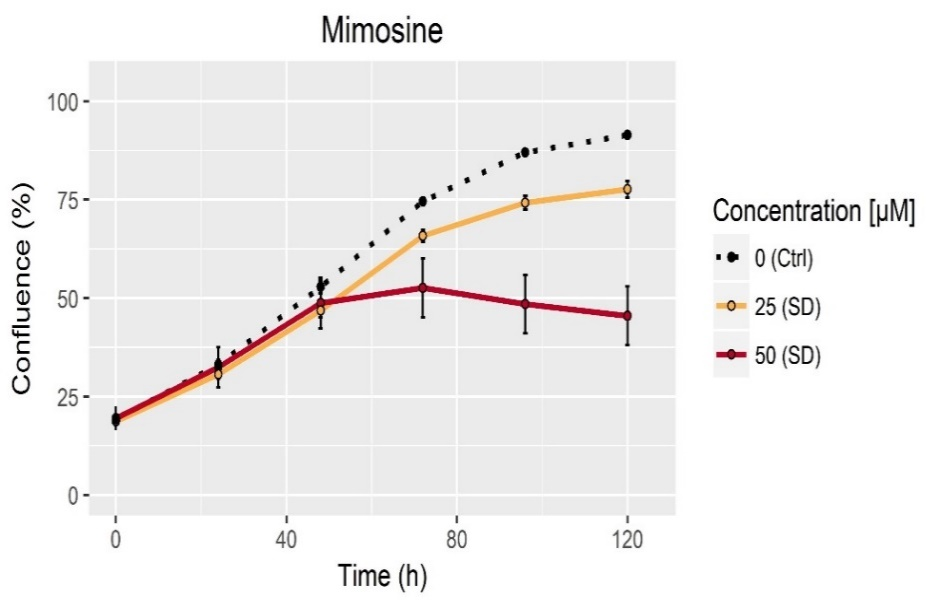 Mimosine
100
75
50
25
0
Confluence (%)
0 40 80 120
Time (h)
Concentration [µM]
0 (Ctrl)
25 (SD)
50 (SD)